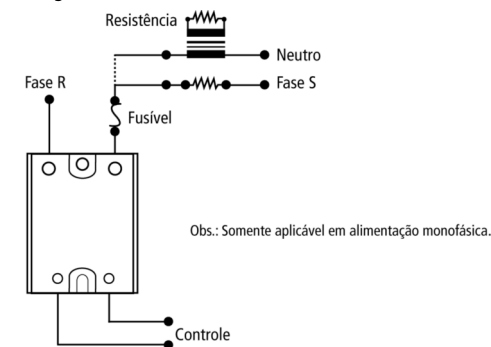 Resistência
Neutro
Fase R
Fase S
Fusível
Obs.: Somente aplicável em alimentação monofásica.
Controle